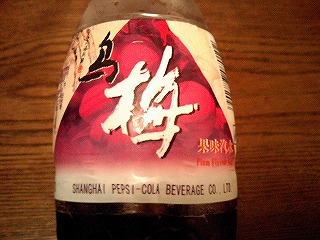 乌梅
果味汽水
Plum Flavor
SHANGHAI PEPSI-COLA BEVERAGE CO., LTD